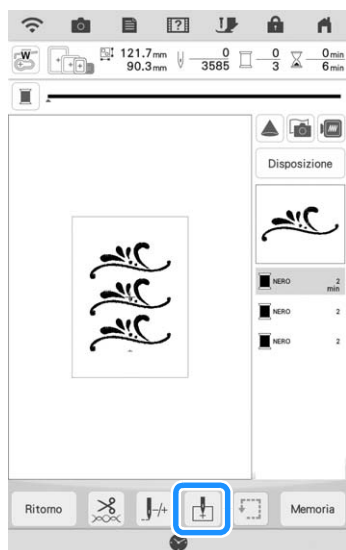 W
121.7mm
90.3mm
0
3585
0
3
0min
6min
Disposizione
NERO 2
min
NERO 2
NERO 2
Ritorno
-/+
Memoria